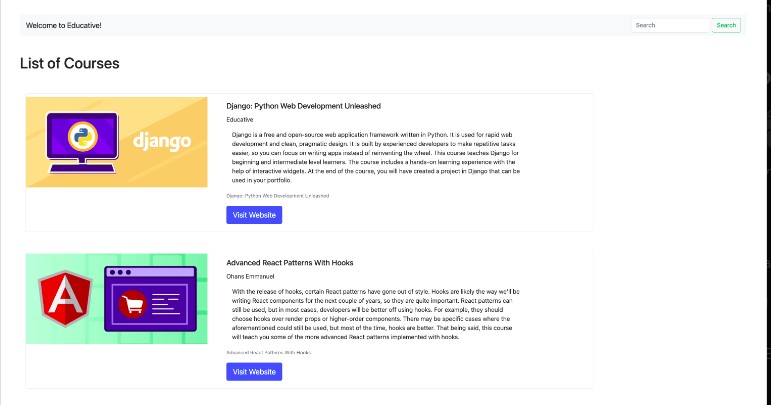 Welcome to Educative!
Search
Search
List of Courses
django
Django: Python Web Development Unleashed
Educative
Django is a free and open-source web application framework written in Python. It is used for rapid web
development and clean, pragmatic design. It is built by experienced developers to make repetitive tasks
easier, so you can focus on writing apps instead of reinventing the wheel. This course teaches Django for
beginning and intermediate level learners. The course includes a hands-on learning experience with the
help of interactive widgets. At the end of the course, you will have created a project in Django that can be
used in your portfolio.
Django: Python Web Development Unleashed
Visit Website
A
Advanced React Patterns With Hooks
Ohans Emmanuel
With the release of hooks, certain React patterns have gone out of style. Hooks are likely the way we'll be
writing React components for the next couple of years, so they are quite important. React patterns can
still be used, but in most cases, developers will be better off using hooks. For example, they should
choose hooks over render props or higher-order components. There may be specific cases where the
aforementioned could still be used, but most of the time, hooks are better. That being said, this course
will teach you some of the more advanced React patterns implemented with hooks.
Advanced React Patterns With Hooks
Visit Website